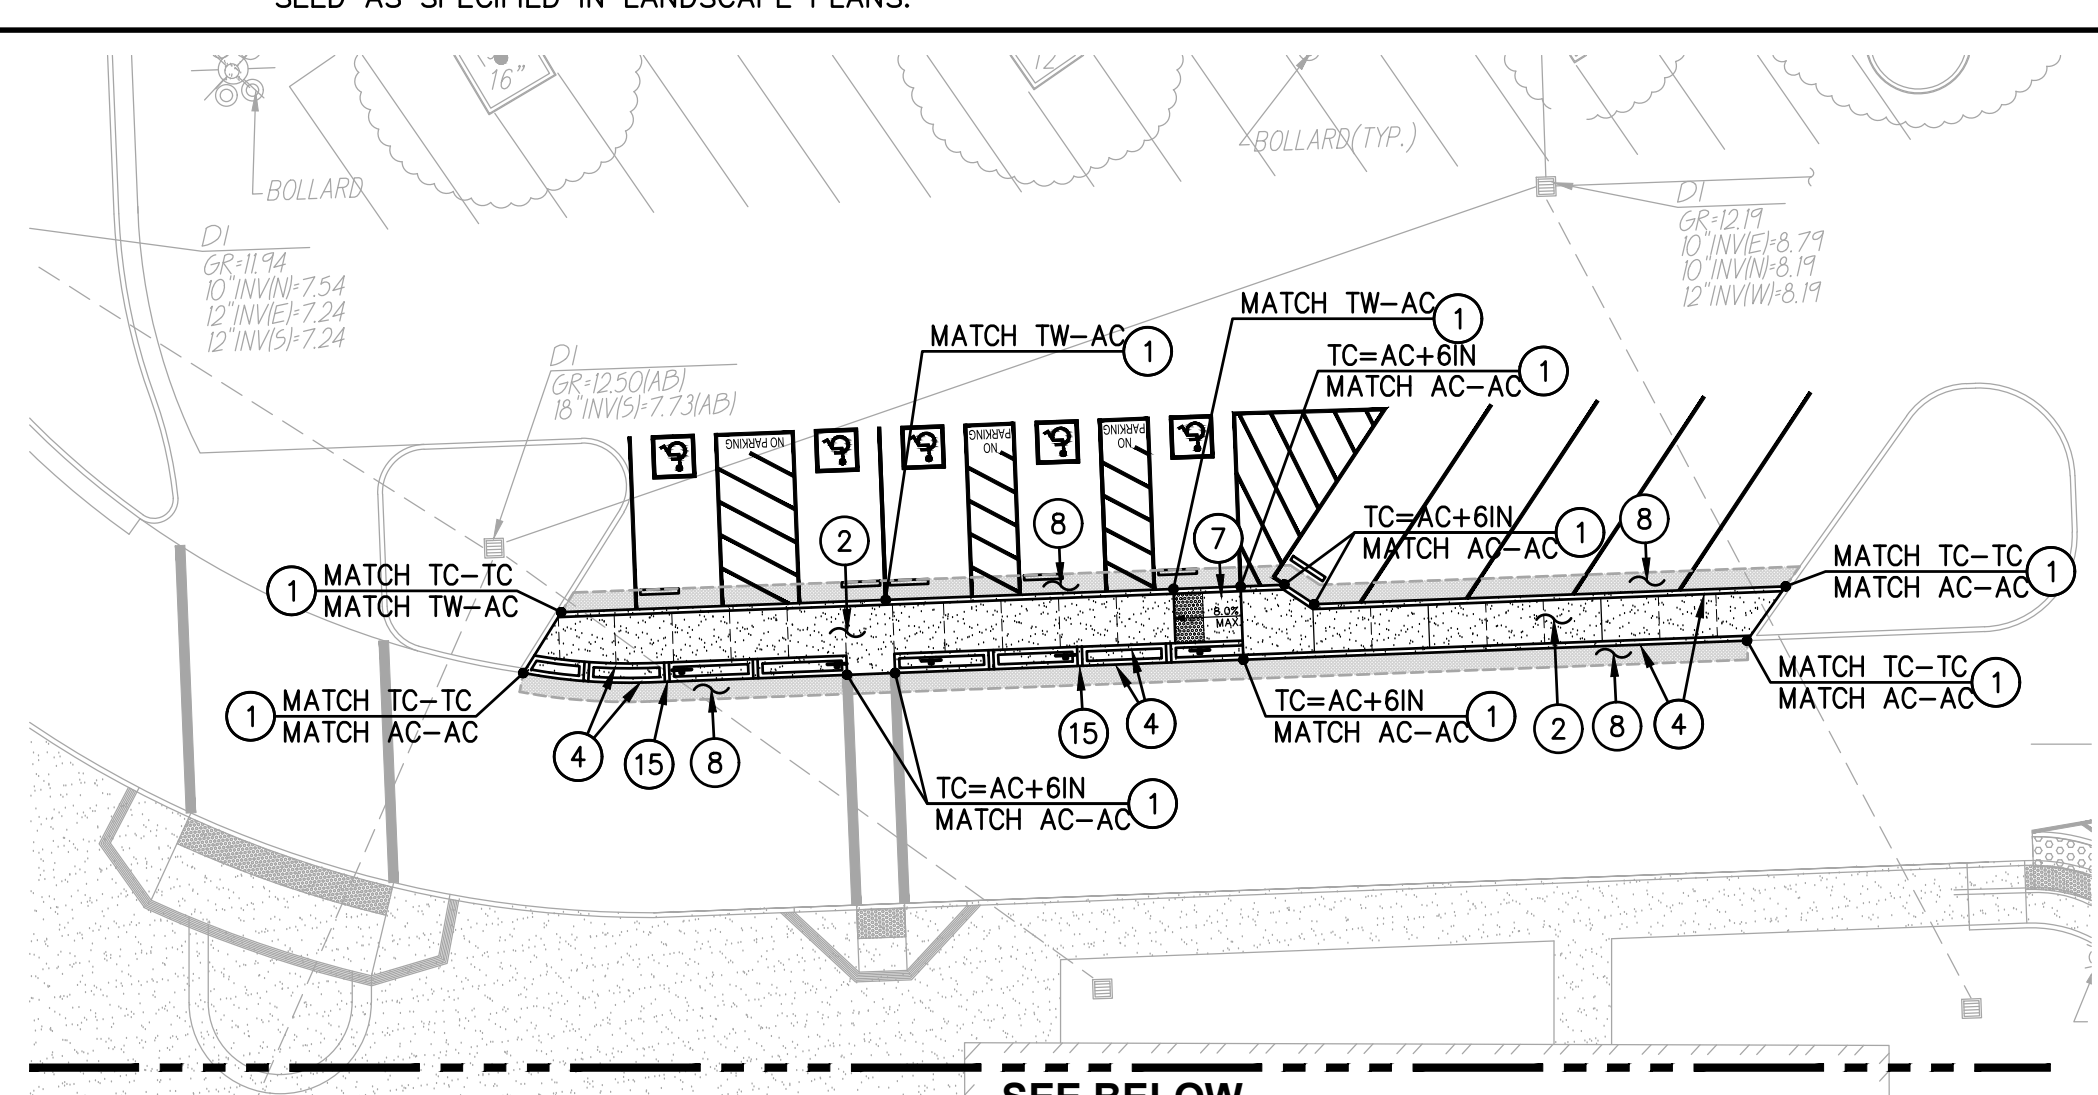 SEED AS SPECIFIED IN LANDSCAPE PLANS.
16"
12
BOLLARD
BOLLARD(TYP.)
DI
GR=11.94
10"INV(N)=7.54
12"INV(E)=7.24
12"INV(S)=7.24
DI
GR=12.19
10"INV(E)=8.79
10"INV(N)=8.19
12"INV(W)=8.19
DI
GR=12.50(AB)
18"INV(S)=7.73(AB)
MATCH TW-AC
1
MATCH TW-AC
1
TC=AC+6IN
MATCH AC-AC
1
NO PARKING
NO
PARKING
NO
PARKING
2
8
7
TC=AC+6IN
MATCH AC-AC
1
8
1
MATCH TC-TC
MATCH TW-AC
MATCH TC-TC
MATCH AC-AC
1
8.0%
MAX
1
MATCH TC-TC
MATCH AC-AC
4
15
8
15
4
TC=AC+6IN
MATCH AC-AC
1
2
8
4
MATCH TC-TC
MATCH AC-AC
1
TC=AC+6IN
MATCH AC-AC
1
SEE BELOW